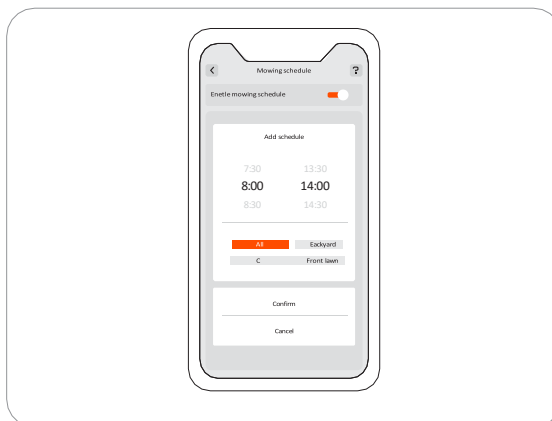 Mowing schedule ?
Enetle mowing schedule
Add schedule
7:30 13:30
8:00 14:00
8:30 14:30
All Eackyard
C Front lawn
Confirm
Cancel